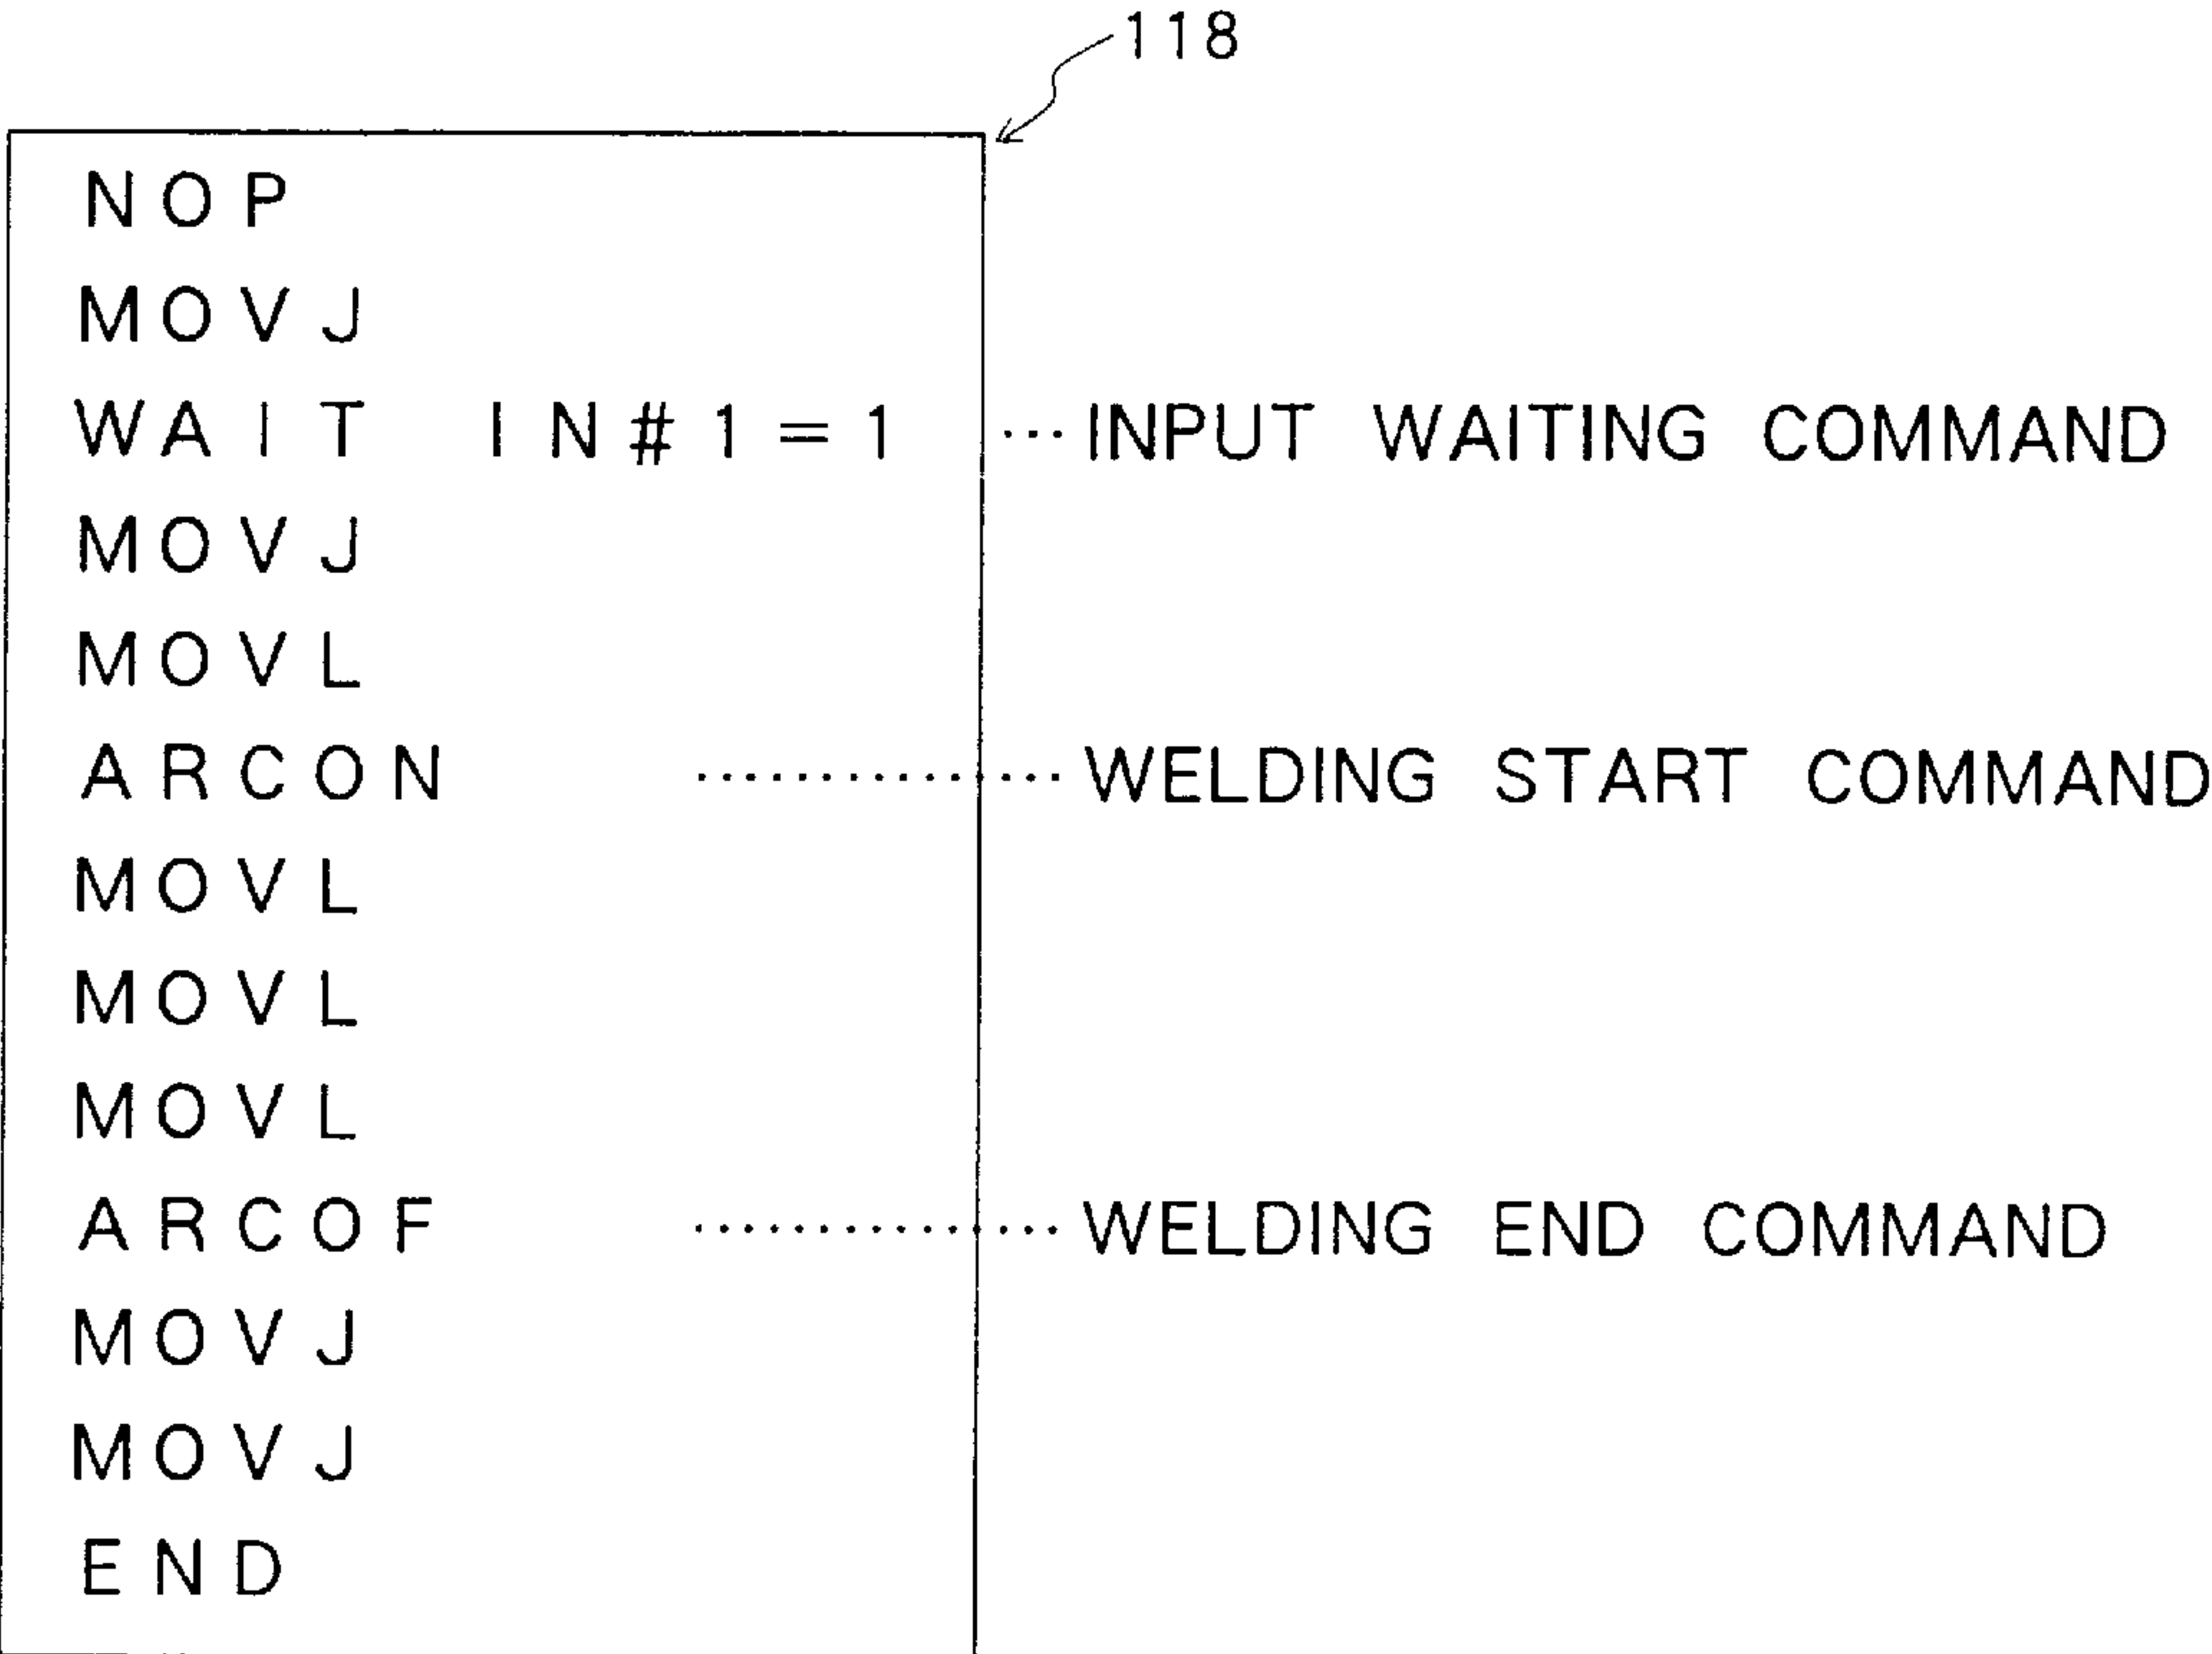 118
NOP
MOVJ
WAIT IN#1=1 ...INPUT WAITING COMMAND
MOVJ
MOVL
ARCON ...............WELDING START COMMAND
MOVL
MOVL
MOVL
ARCOF ...............WELDING END COMMAND
MOVJ
MOVJ
END